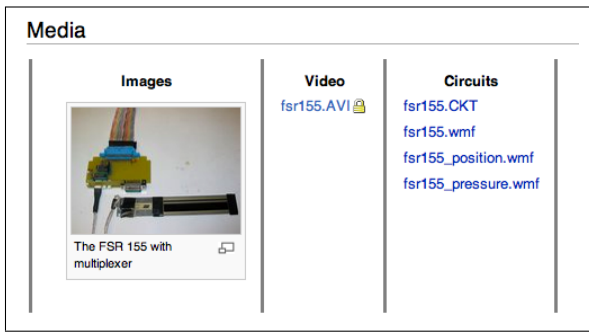 Media
Images
The FSR 155 with
multiplexer
Video
fsr155.AVI
Circuits
fsr155.CKT
fsr155.wmf
fsr155_position.wmf
fsr155_pressure.wmf